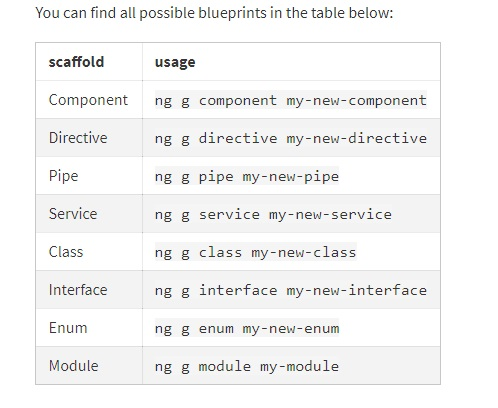 You can find all possible blueprints in the table below:
scaffold usage
Component ng g component my-new-component
Directive ng g directive my-new-directive
Pipe ng g pipe my-new-pipe
Service ng g service my-new-service
Class ng g class my-new-class
Interface ng g interface my-new-interface
Enum ng g enum my-new-enum
Module ng g module my-module